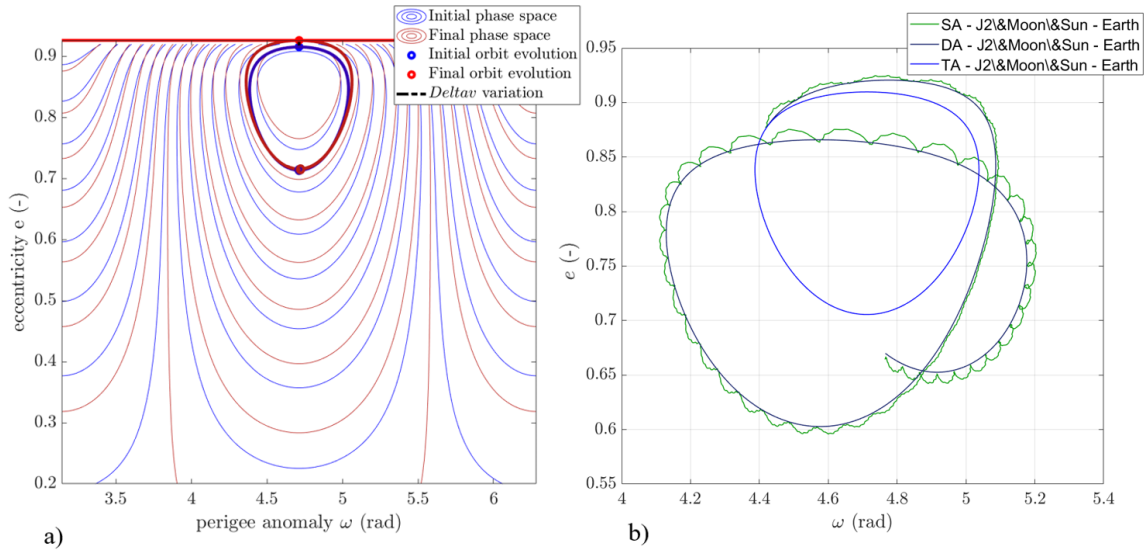 Initial phase space
Final phase space
Initial orbit evolution
Final orbit evolution
Deltav variation
0.9
0.8
0.7
0.6
0.5
0.4
0.3
0.2
3.5 4 4.5 5 5.5 6
eccentricity e (-)
perigee anomaly ω (rad)
a)
SA - J2\&Moon\&Sun - Earth
DA - J2\&Moon\&Sun - Earth
TA - J2\&Moon\&Sun - Earth
0.95
0.9
0.85
0.8
0.75
0.7
0.65
0.6
0.55
4 4.2 4.4 4.6 4.8 5 5.2 5.4
e (-)
ω (rad)
b)